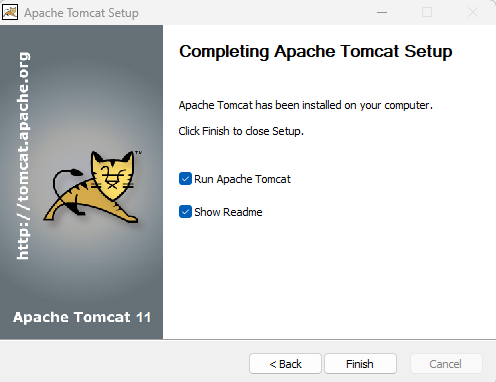 Apache Tomcat Setup
http://tomcat.apache.org
TM
Apache Tomcat 11
Completing Apache Tomcat Setup
Apache Tomcat has been installed on your computer.
Click Finish to close Setup.
Run Apache Tomcat
Show Readme
< Back
Finish
Cancel